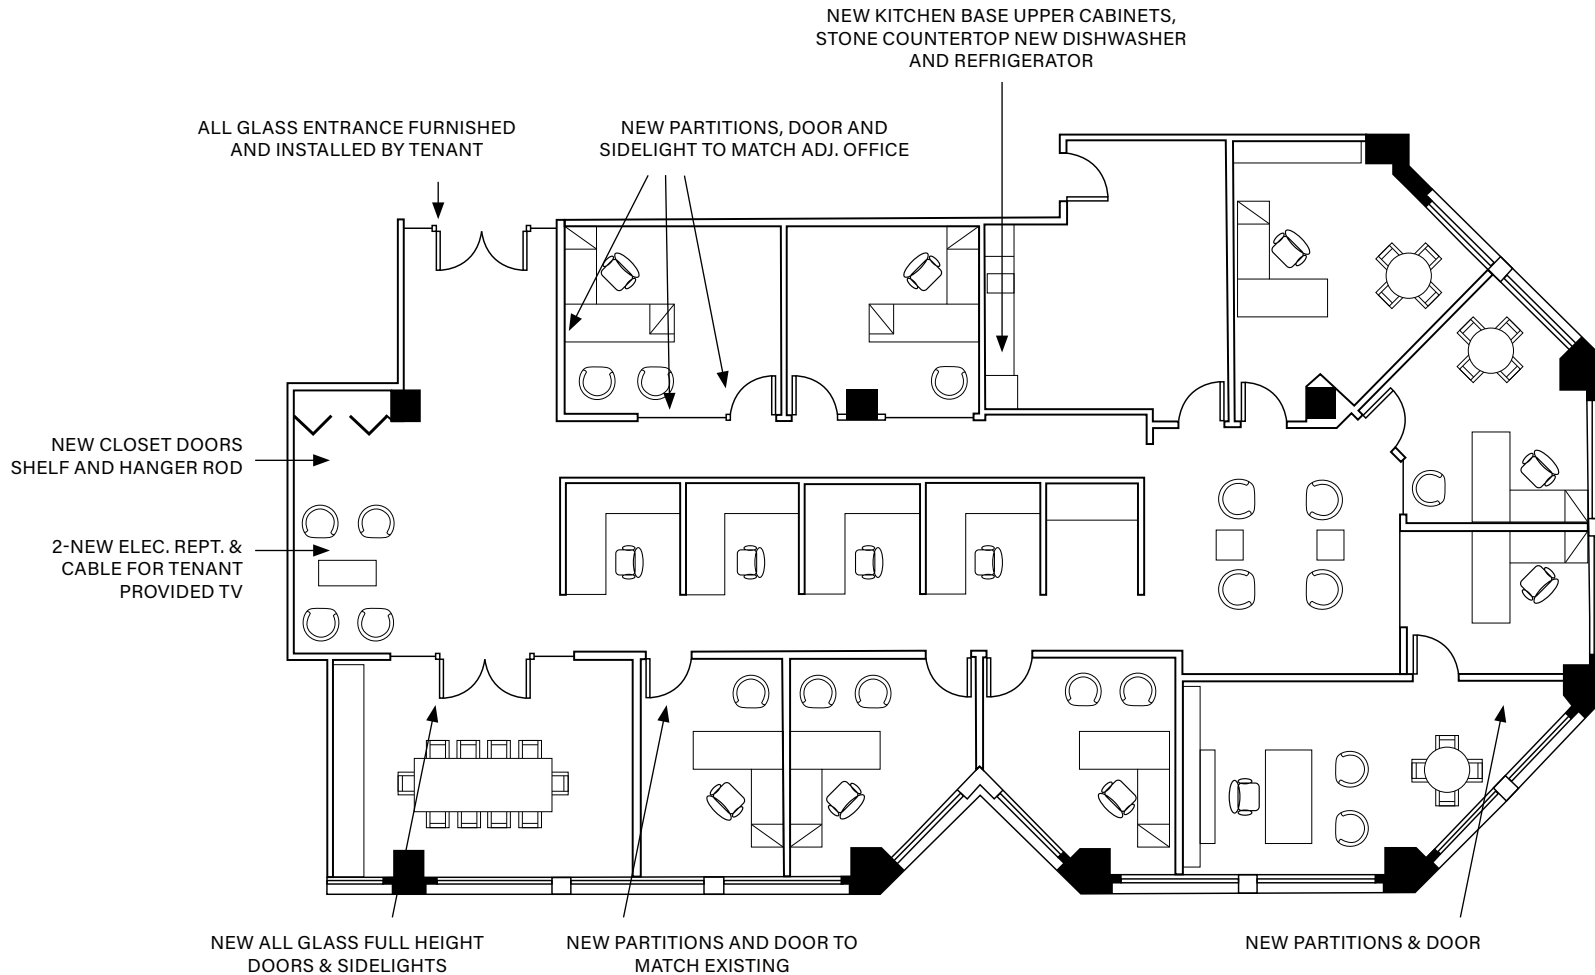 NEW KITCHEN BASE UPPER CABINETS,
STONE COUNTERTOP NEW DISHWASHER
AND REFRIGERATOR
ALL GLASS ENTRANCE FURNISHED
AND INSTALLED BY TENANT
NEW PARTITIONS, DOOR AND
SIDELIGHT TO MATCH ADJ. OFFICE
NEW CLOSET DOORS
SHELF AND HANGER ROD
2-NEW ELEC. REPT. &
CABLE FOR TENANT
PROVIDED TV
NEW ALL GLASS FULL HEIGHT
DOORS & SIDELIGHTS
NEW PARTITIONS AND DOOR TO
MATCH EXISTING
NEW PARTITIONS & DOOR